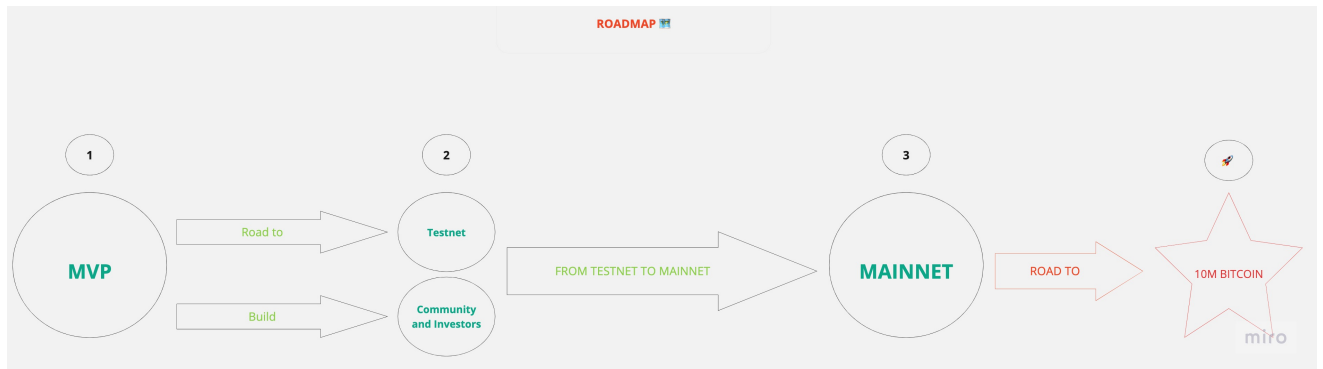 ROADMAP 🗺️
1
2
3
🚀
MVP
Road to
Build
Testnet
Community
and Investors
FROM TESTNET TO MAINNET
MAINNET
ROAD TO
10M BITCOIN
miro